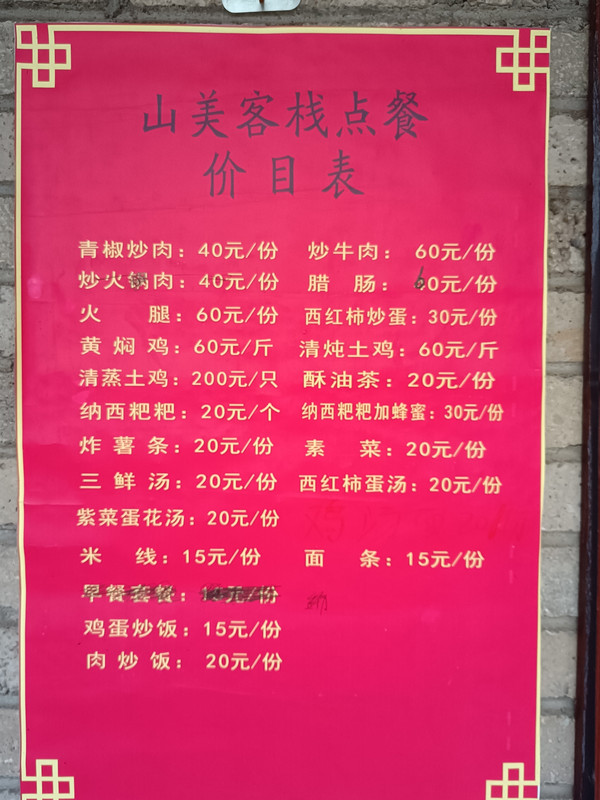 山美客栈点餐
价目表
青椒炒肉：40元/份 炒牛肉：60元/份
炒火锅肉：40元/份 腊肠：60元/份
火腿：60元/份 西红柿炒蛋：30元/份
黄焖鸡：60元/斤 清炖土鸡：60元/斤
清蒸土鸡：200元/只 酥油茶：20元/份
纳西粑粑：20元/个 纳西粑粑加蜂蜜：30元/份
炸薯条：20元/份 素菜：20元/份
三鲜汤：20元/份 西红柿蛋汤：20元/份
紫菜蛋花汤：20元/份
米线：15元/份 面条：15元/份
早餐套餐：元/份
鸡蛋炒饭：15元/份
肉炒饭：20元/份